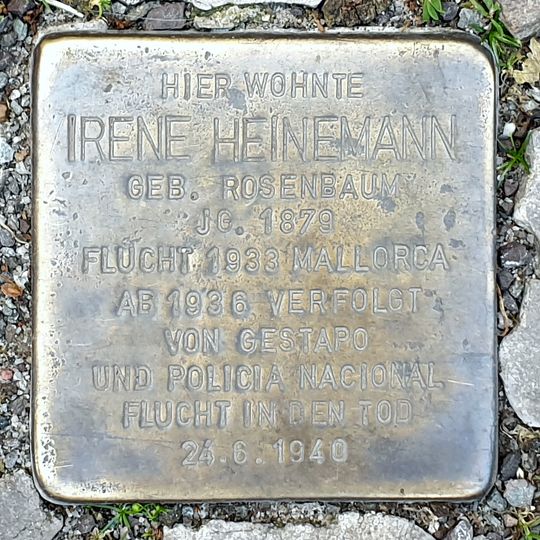 HIER WOHNTE
IRENE HEINEMANN
GEB. ROSENBAUM
JG. 1879
FLUCHT 1933 MALLORCA
AB 1936 VERFOLGT
VON GESTAPO
UND POLICIA NACIONAL
FLUCHT IN DEN TOD
24.6.1940